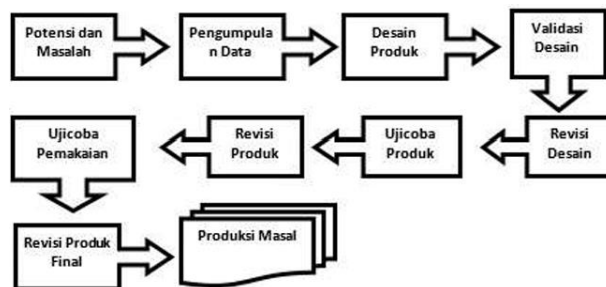 Potensi dan
Masalah
Pengumpula
n Data
Desain
Produk
Validasi
Desain
Revisi
Desain
Ujicoba
Produk
Revisi
Produk
Ujicoba
Pemakaian
Revisi Produk
Final
Produksi Masal